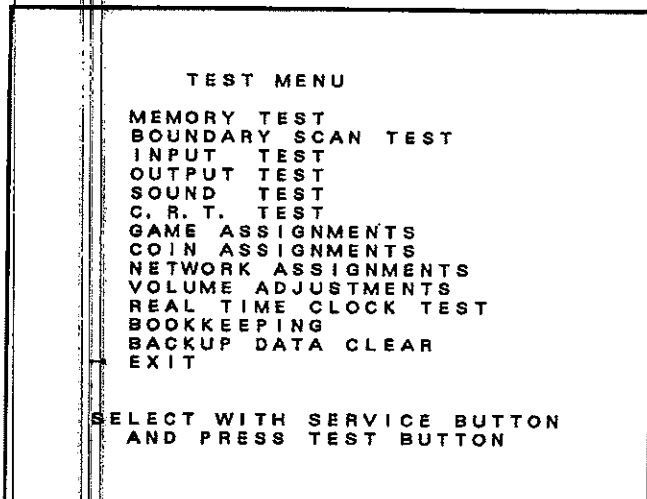 TEST MENU
MEMORY TEST
BOUNDARY SCAN TEST
INPUT TEST
OUTPUT TEST
SOUND TEST
C. R. T. TEST
GAME ASSIGNMENTS
COIN ASSIGNMENTS
NETWORK ASSIGNMENTS
VOLUME ADJUSTMENTS
REAL TIME CLOCK TEST
BOOKKEEPING
BACKUP DATA CLEAR
EXIT
SELECT WITH SERVICE BUTTON
AND PRESS TEST BUTTON